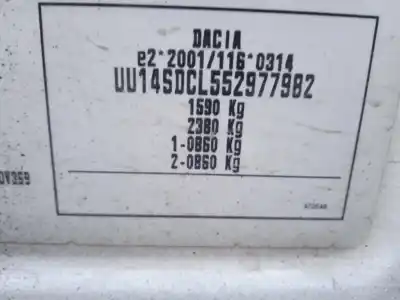 DACIA
e2*2001/116*0314
UU14SDCL552977982
1590 Kg
2380 Kg
1-0860 Kg
2-0860 Kg